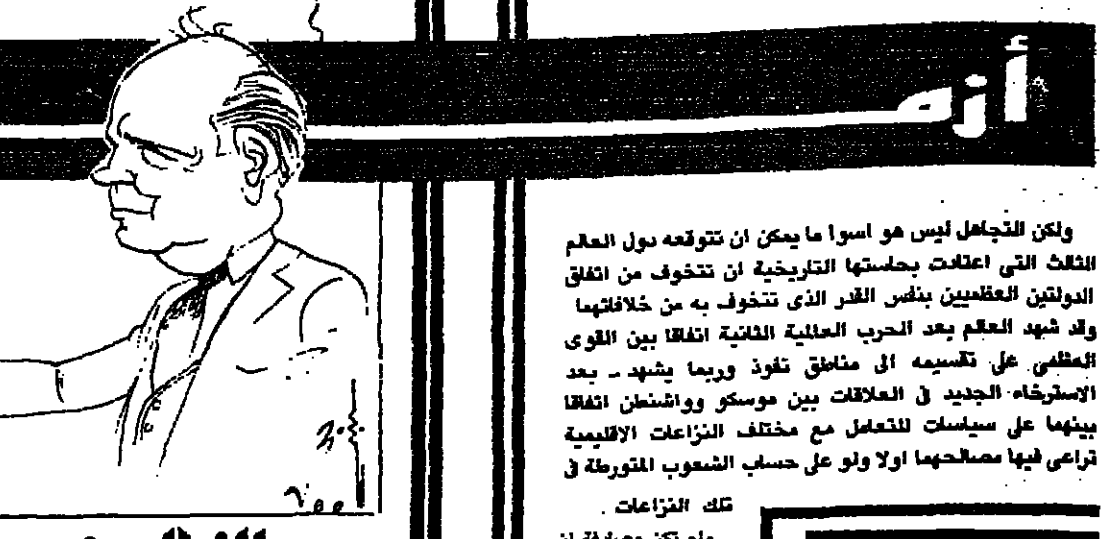 أزمة
ولكن التجاهل ليس هو اسوأ ما يمكن ان تتوقعه دول العالم
الثالث التى اعتادت بحاستها التاريخية ان تتخوف من اتفاق
الدولتين العظميين بنفس القدر الذى تتخوف به من خلافاتهما
وقد شهد العالم بعد الحرب العالمية الثانية اتفاقا بين القوى
العظمى على تقسيمه الى مناطق نفوذ وربما يشهد ــ بعد
الاسترخاء الجديد فى العلاقات بين موسكو وواشنطن اتفاقا
بينهما على سياسات للتعامل مع مختلف النزاعات الاقليمية
تراعى فيها مصالحهما اولا ولو على حساب الشعوب المتورطة فى
تلك النزاعات .